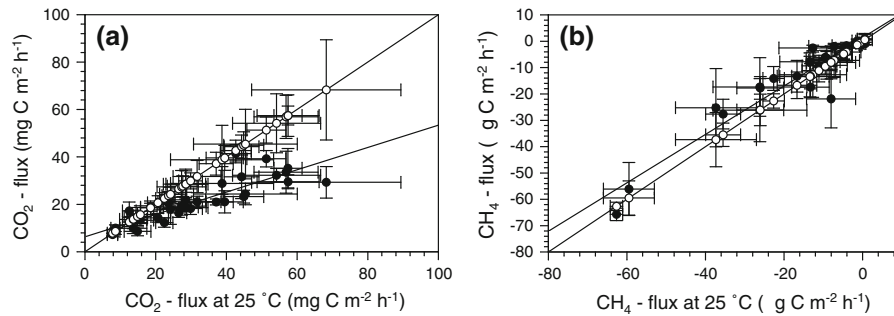 (a)
CO2 - flux (mg C m-2 h-1)
100
80
60
40
20
0
0 20 40 60 80 100
CO2 - flux at 25 °C (mg C m-2 h-1)
(b)
CH4 - flux ( g C m-2 h-1)
10
0
-10
-20
-30
-40
-50
-60
-70
-80
-80 -60 -40 -20 0
CH4 - flux at 25 °C ( g C m-2 h-1)